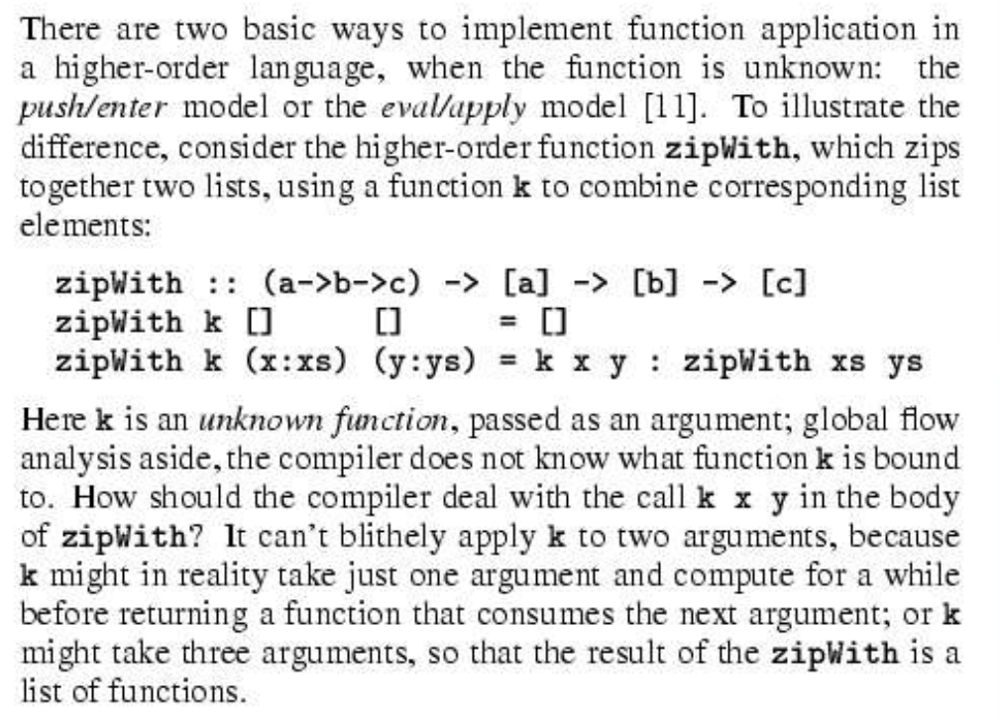 There are two basic ways to implement function application in
a higher-order language, when the function is unknown: the
push/enter model or the eval/apply model [11]. To illustrate the
difference, consider the higher-order function zipWith, which zips
together two lists, using a function k to combine corresponding list
elements:
zipWith :: (a->b->c) -> [a] -> [b] -> [c]
zipWith k [] [] = []
zipWith k (x:xs) (y:ys) = k x y : zipWith xs ys
Here k is an unknown function, passed as an argument; global flow
analysis aside, the compiler does not know what function k is bound
to. How should the compiler deal with the call k x y in the body
of zipWith? It can't blithely apply k to two arguments, because
k might in reality take just one argument and compute for a while
before returning a function that consumes the next argument; or k
might take three arguments, so that the result of the zipWith is a
list of functions.